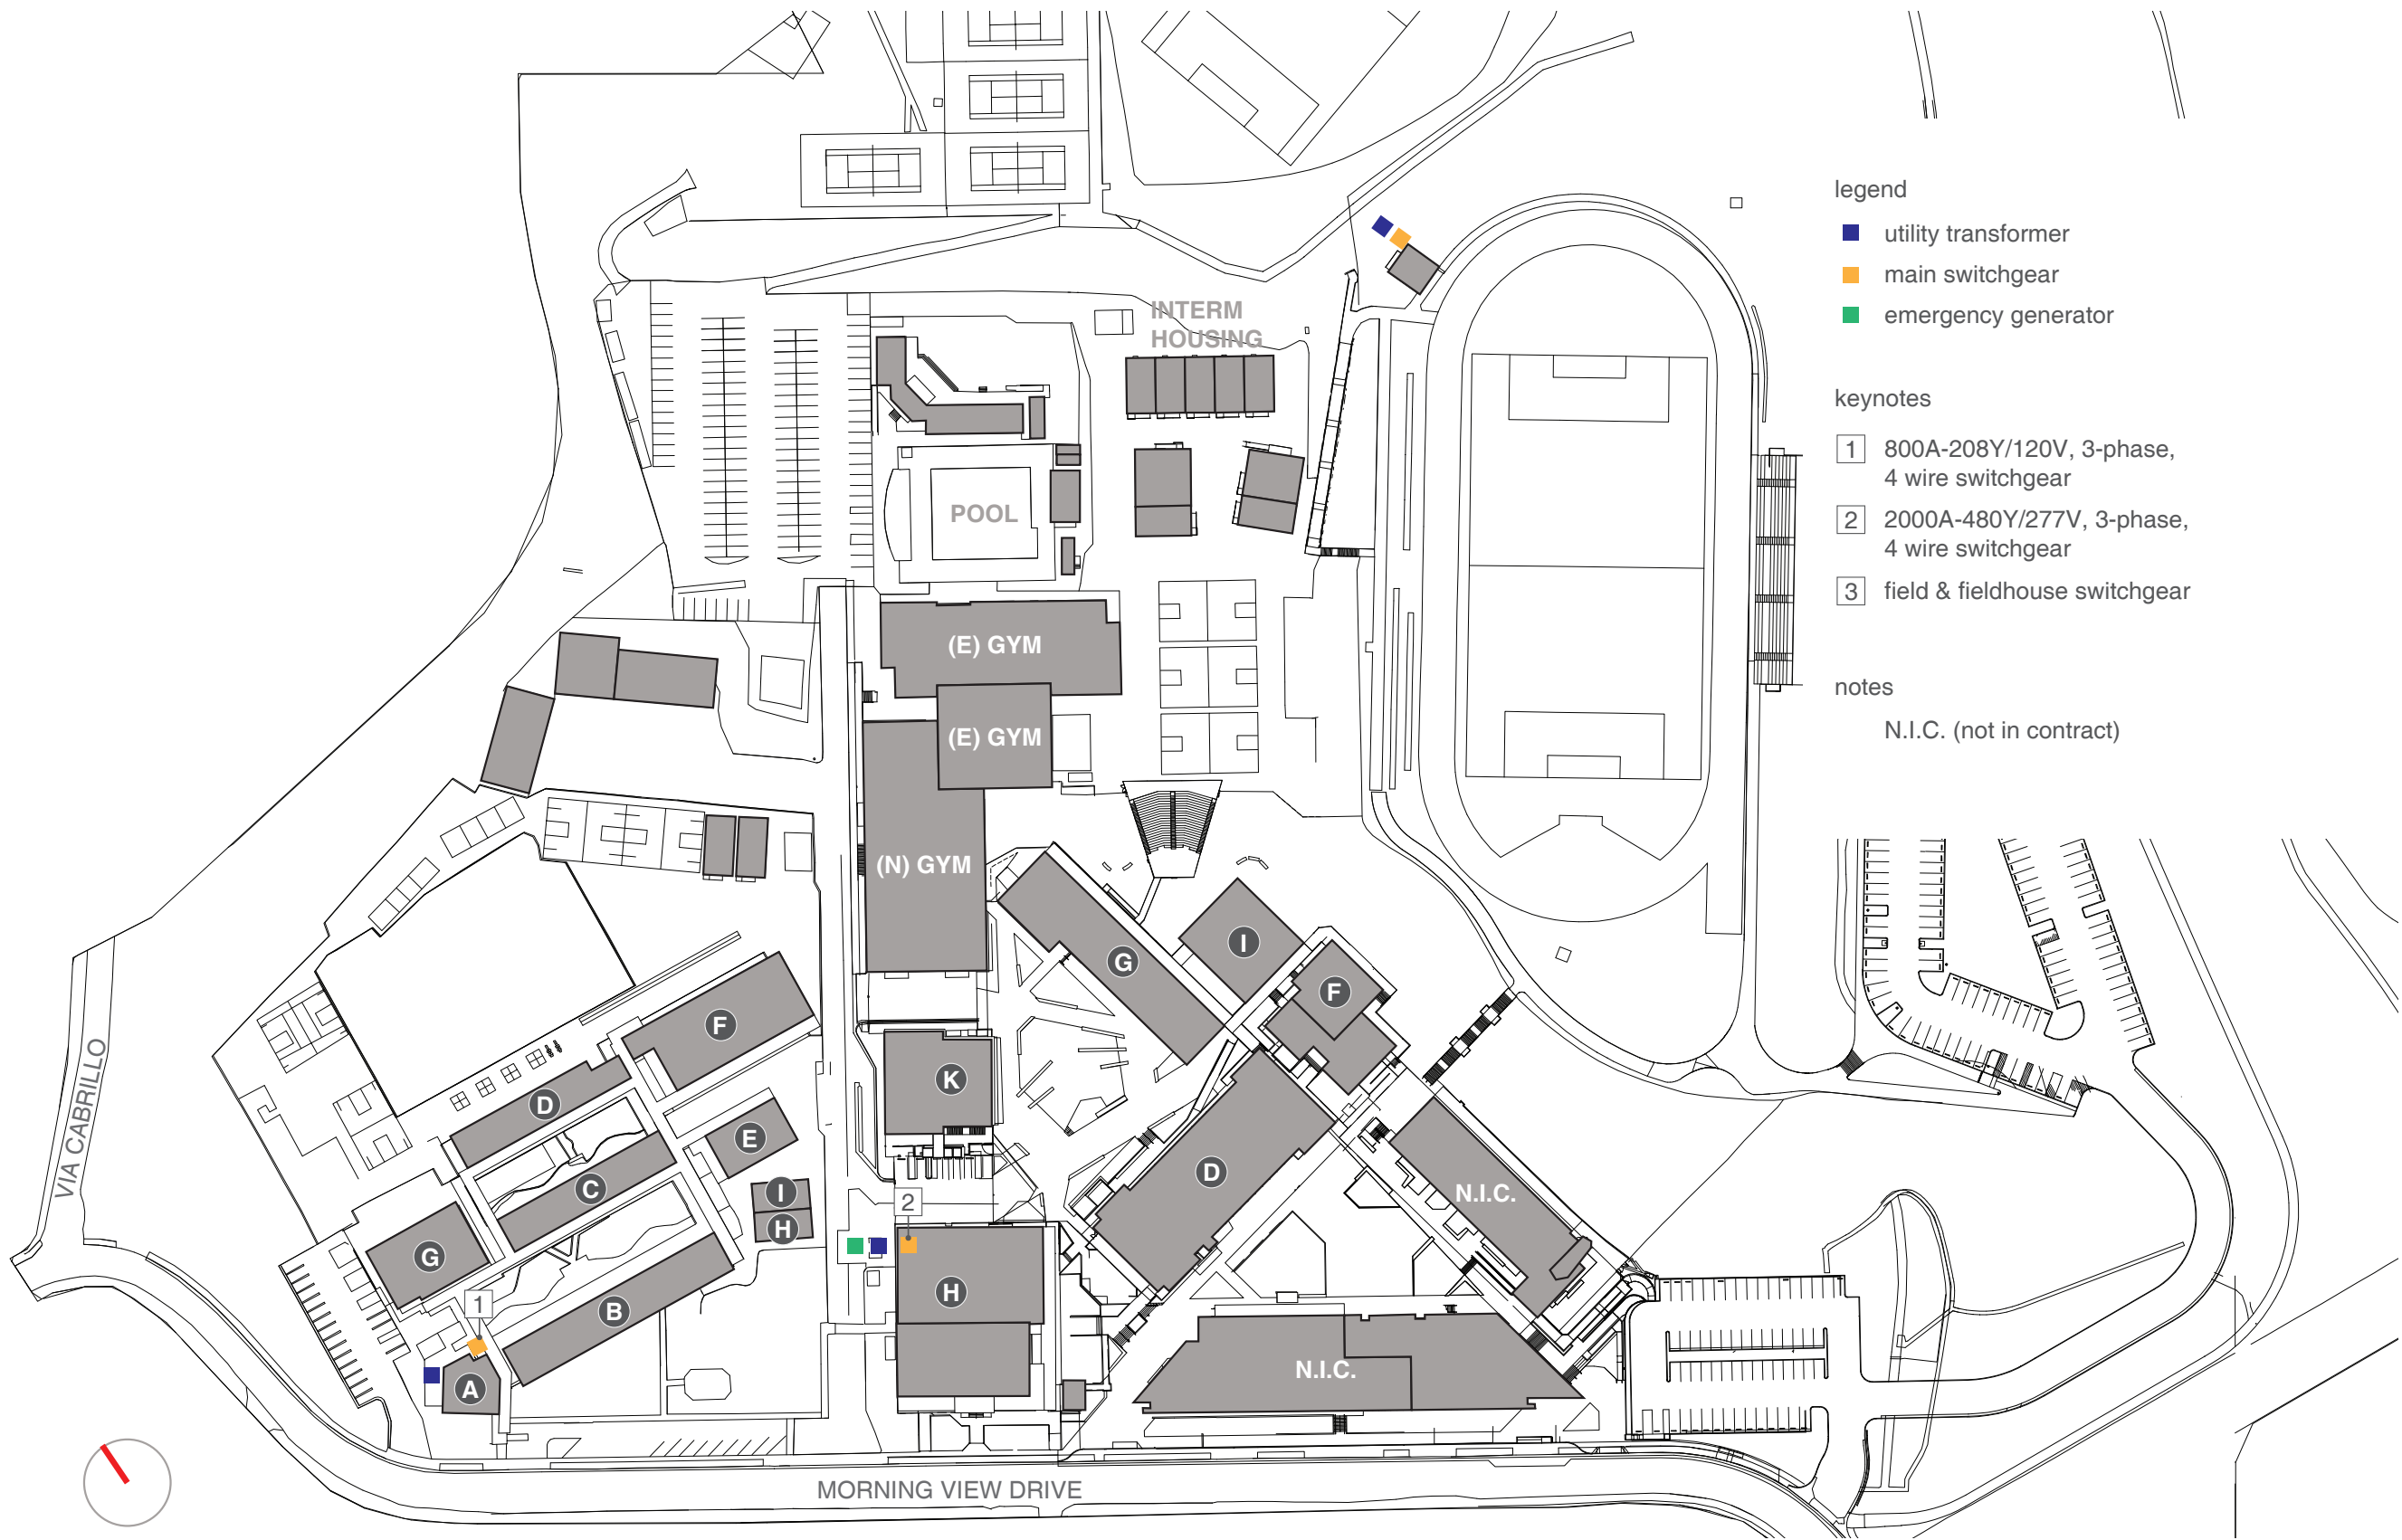 legend
utility transformer
main switchgear
emergency generator
keynotes
1 800A-208Y/120V, 3-phase,
4 wire switchgear
2 2000A-480Y/277V, 3-phase,
4 wire switchgear
3 field & fieldhouse switchgear
notes
N.I.C. (not in contract)
INTERM
HOUSING
POOL
(E) GYM
(E) GYM
(N) GYM
I
G
F
F
K
D
E
D
C
I
H
N.I.C.
2
G
H
B
1
A
N.I.C.
VIA CABRILLO
MORNING VIEW DRIVE